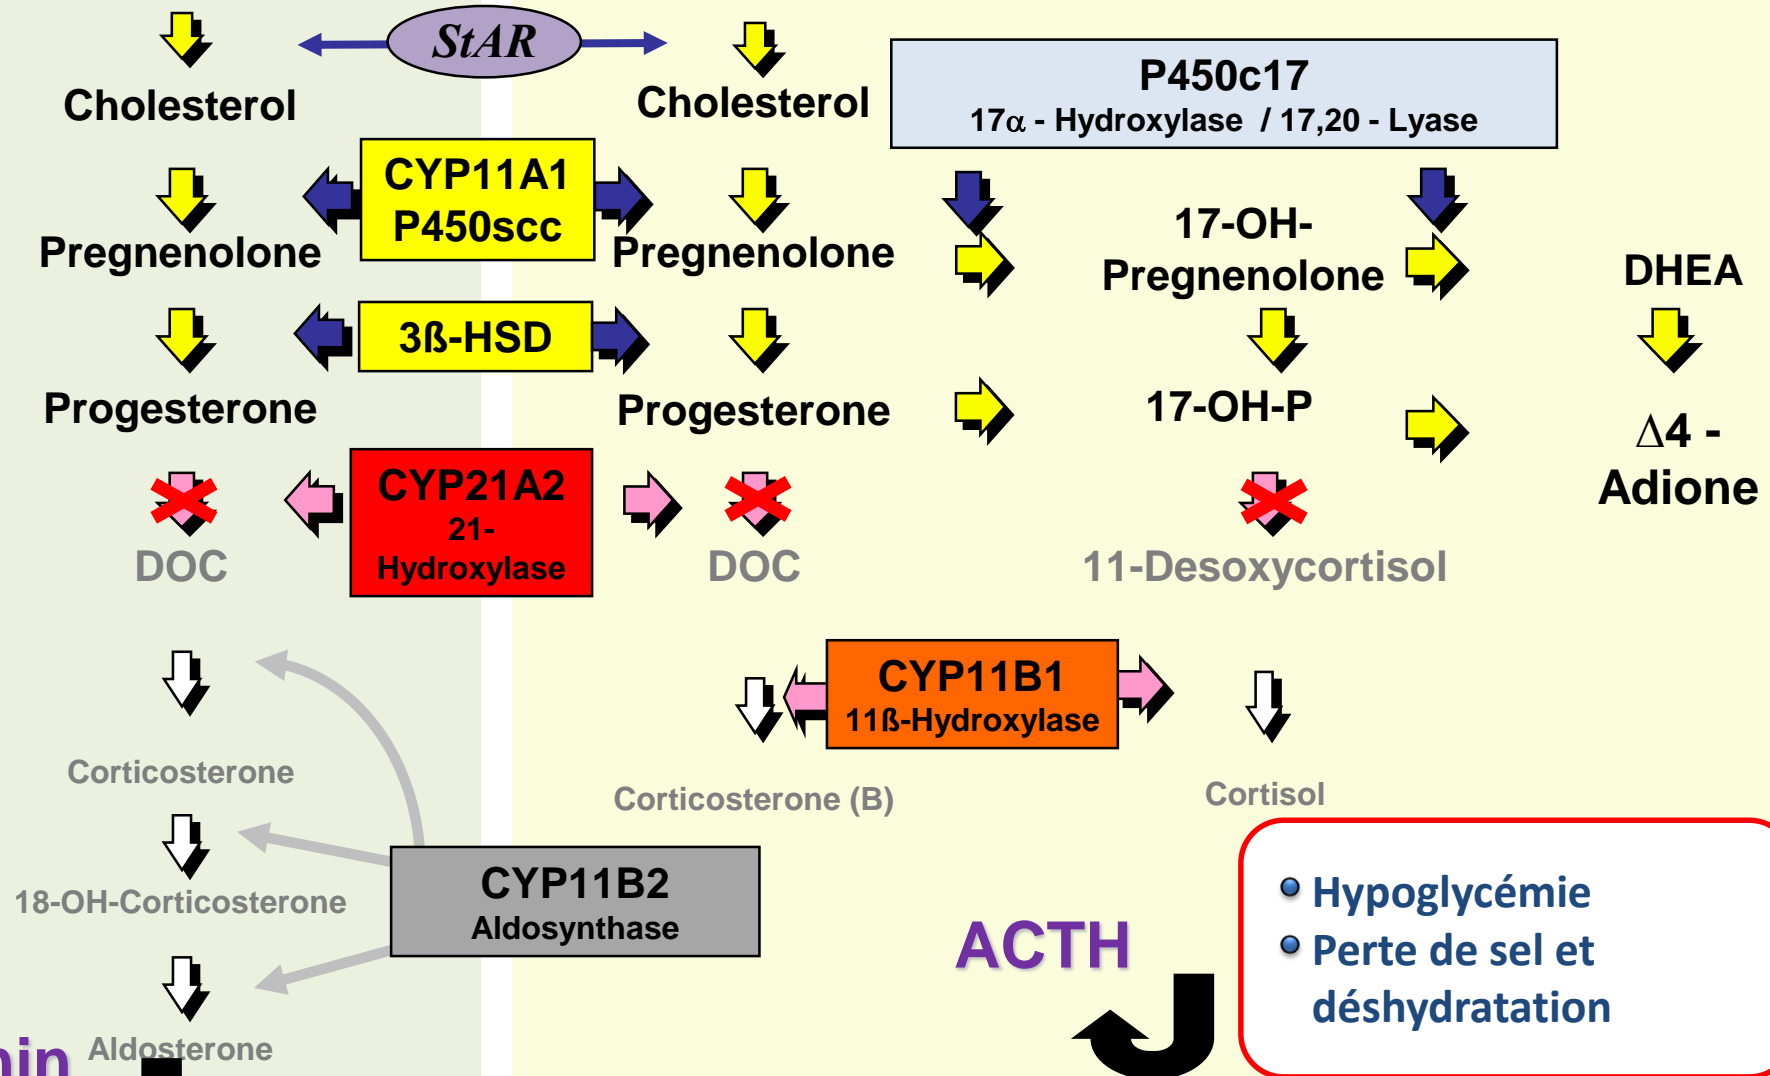 StAR
Cholesterol
Cholesterol
P450c17
17α - Hydroxylase / 17,20 - Lyase
CYP11A1
P450scc
Pregnenolone
Pregnenolone
17-OH-
Pregnenolone
DHEA
3ß-HSD
Progesterone
Progesterone
17-OH-P
Δ4 -
Adione
CYP21A2
21-
Hydroxylase
DOC
DOC
11-Desoxycortisol
CYP11B1
11ß-Hydroxylase
Corticosterone
Corticosterone (B)
Cortisol
18-OH-Corticosterone
CYP11B2
Aldosynthase
ACTH
• Hypoglycémie
• Perte de sel et
déshydratation
Aldosterone